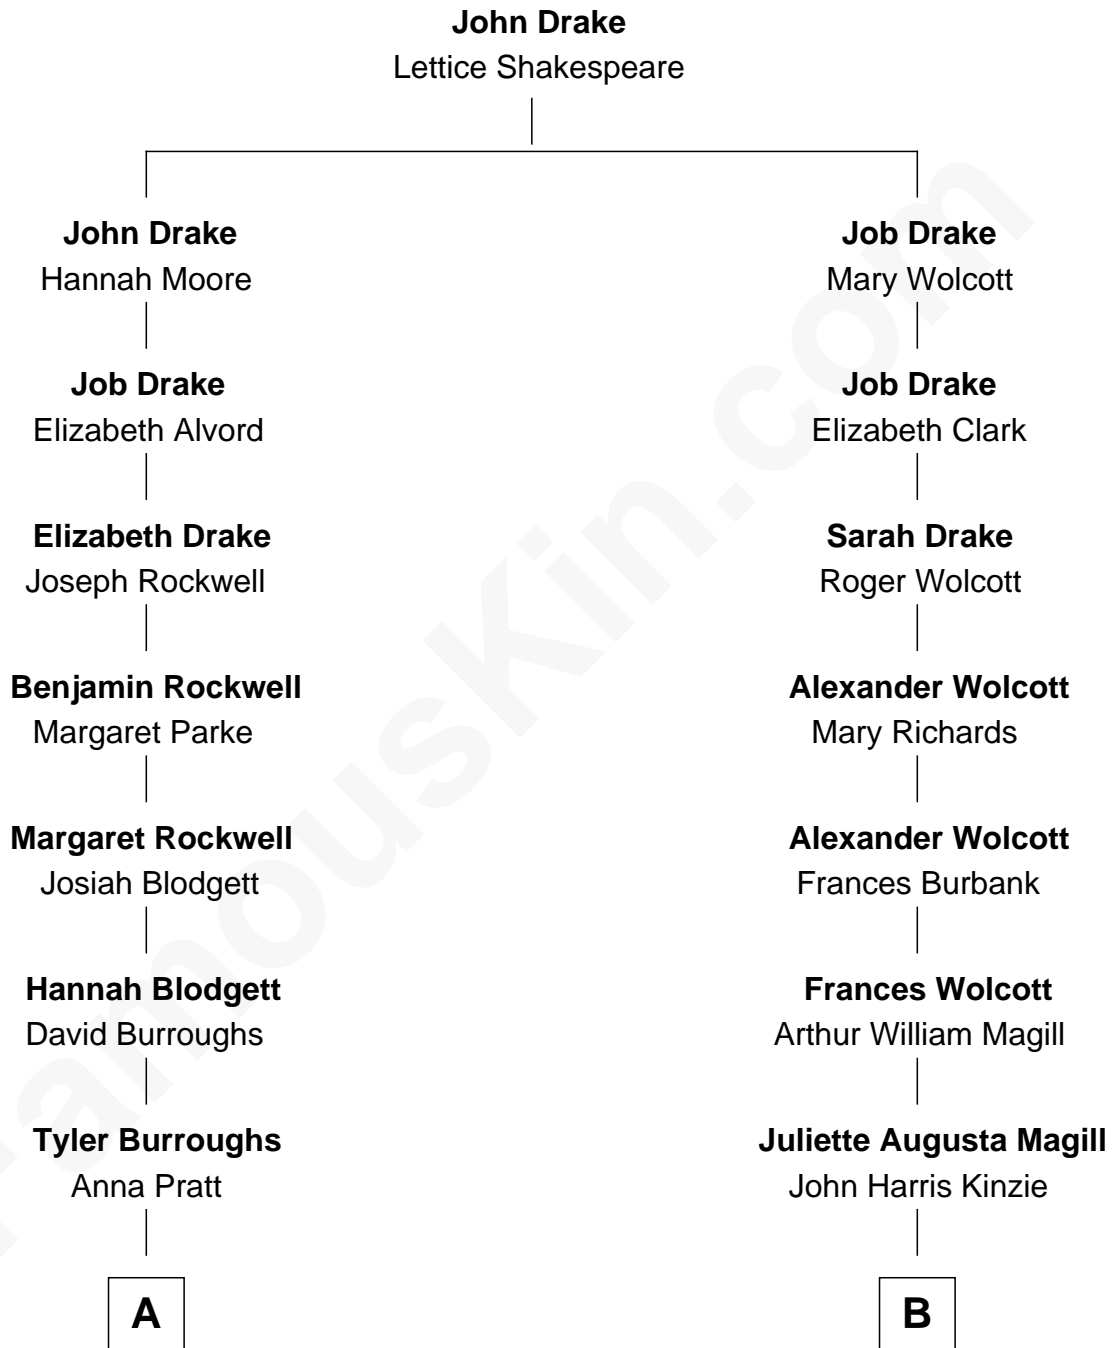 John Drake
Lettice Shakespeare
John Drake
Hannah Moore
Job Drake
Mary Wolcott
Job Drake
Elizabeth Alvord
Job Drake
Elizabeth Clark
Elizabeth Drake
Joseph Rockwell
Sarah Drake
Roger Wolcott
Benjamin Rockwell
Margaret Parke
Alexander Wolcott
Mary Richards
Margaret Rockwell
Josiah Blodgett
Alexander Wolcott
Frances Burbank
Hannah Blodgett
David Burroughs
Frances Wolcott
Arthur William Magill
Tyler Burroughs
Anna Pratt
Juliette Augusta Magill
John Harris Kinzie
A
B
FamousKin.com